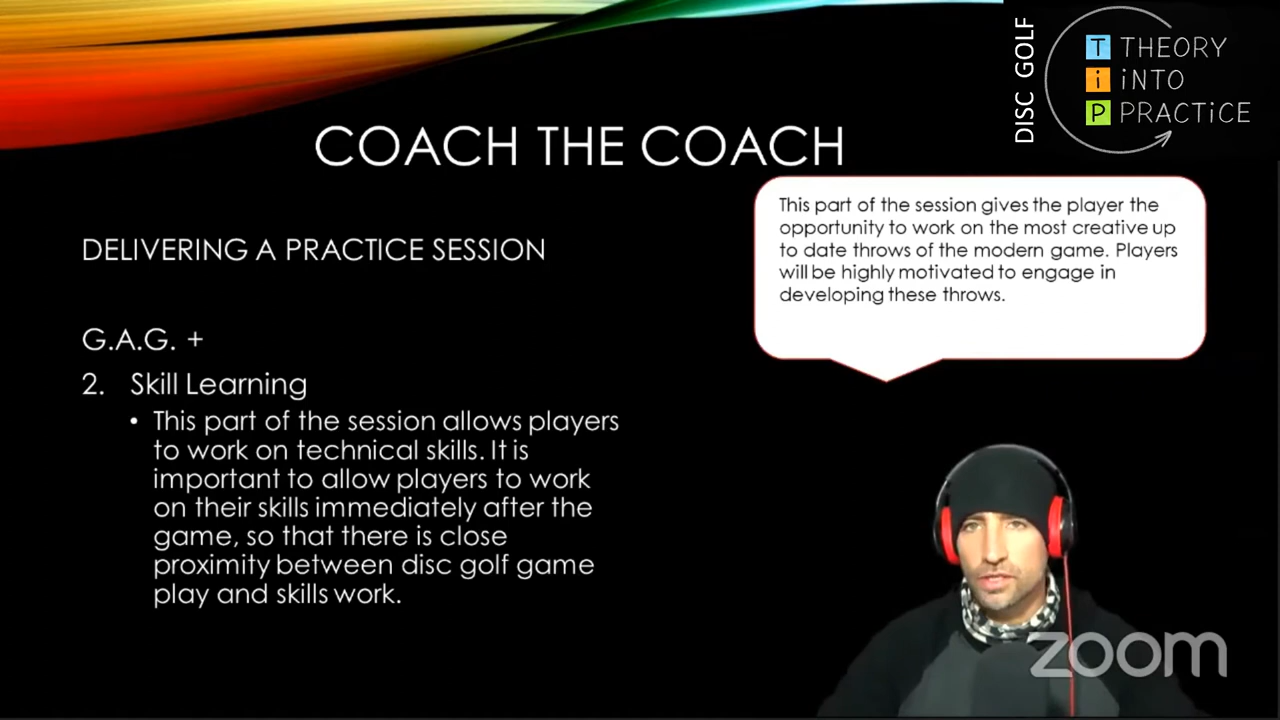 DISC GOLF
T THEORY
i iNTO
P PRACTiCE
COACH THE COACH
This part of the session gives the player the
opportunity to work on the most creative up
to date throws of the modern game. Players
will be highly motivated to engage in
developing these throws.
DELIVERING A PRACTICE SESSION
G.A.G. +
2. Skill Learning
• This part of the session allows players
to work on technical skills. It is
important to allow players to work
on their skills immediately after the
game, so that there is close
proximity between disc golf game
play and skills work.
zoom